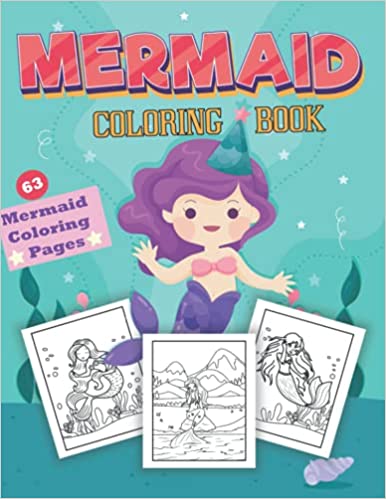 MERMAID
COLORING BOOK
63
Mermaid
Coloring
Pages